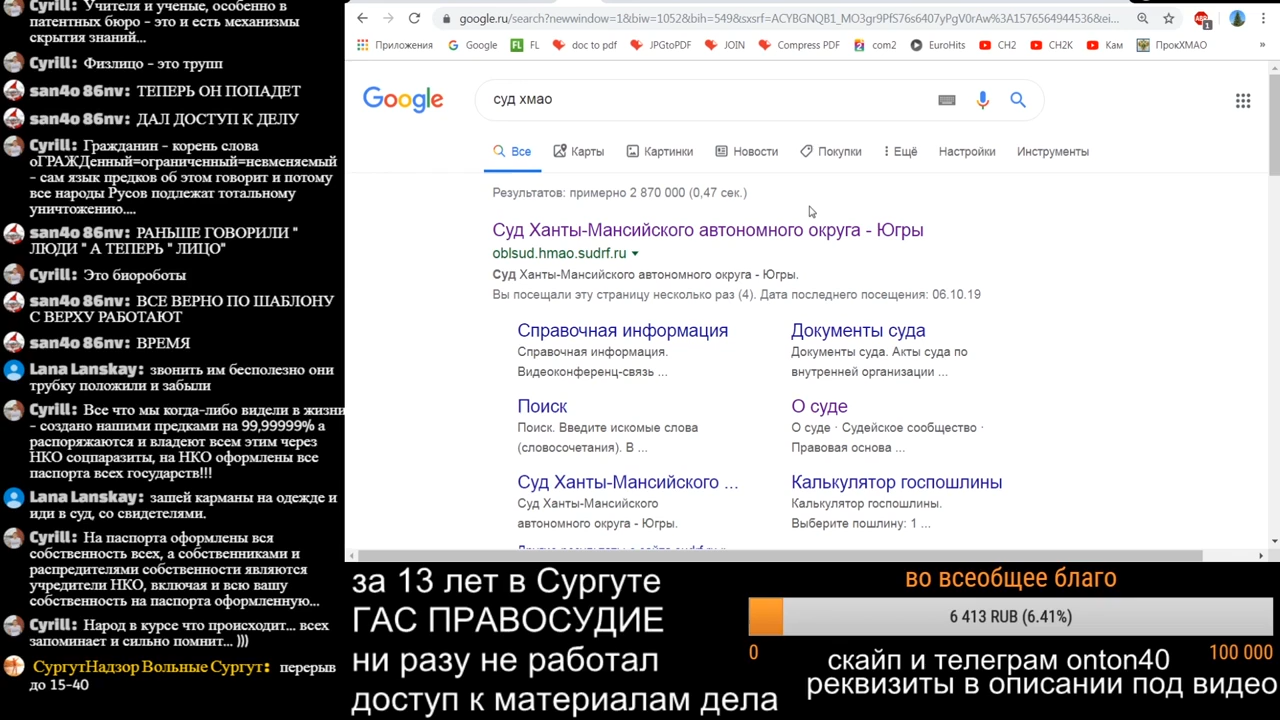 Cyrill: Учителя и ученые, особенно в
патентных бюро - это и есть механизмы
скрытия знаний...
Cyrill: Физлицо - это трупп
san4o 86nv: ТЕПЕРЬ ОН ПОПАДЕТ
san4o 86nv: ДАЛ ДОСТУП К ДЕЛУ
Cyrill: Гражданин - корень слова
оГРАЖДенный=ограниченный=невменяемый
- сам язык предков об этом говорит и потому
все народы Русов подлежат тотальному
уничтожению....
san4o 86nv: РАНЬШЕ ГОВОРИЛИ "
ЛЮДИ " А ТЕПЕРЬ " ЛИЦО"
Cyrill: Это биороботы
san4o 86nv: ВСЕ ВЕРНО ПО ШАБЛОНУ
С ВЕРХУ РАБОТАЮТ
san4o 86nv: ВРЕМЯ
Lana Lanskay: звонить им бесполезно они
трубку положили и забыли
Cyrill: Все что мы когда-либо видели в жизни
- создано нашими предками на 99,99999% а
распоряжаются и владеют всем этим через
НКО соцпаразиты, на НКО оформлены все
паспорта всех государств!!!
Lana Lanskay: зашей карманы на одежде и
иди в суд, со свидетелями.
Cyrill: На паспорта оформлены вся
собственность всех, а собственниками и
распредилями собственности являются
учредители НКО, включая и всю вашу
собственность на паспорта оформленную...
Cyrill: Народ в курсе что происходит... всех
запоминает и сильно помнит... )))
СургутНадзор Вольные Сургут: перерыв
до 15-40
google.ru/search?newwindow=1&biw=1052&bih=549&sxsrf=ACYBGNQB1_MO3gr9PfS76s6407yPgV0rAw%3A1576564944536&ei...
Приложения Google FL FL doc to pdf JPGtoPDF JOIN Compress PDF com2 EuroHits CH2 CH2K Кам ПрокХМАО »
Google суд хмао
Все Карты Картинки Новости Покупки Ещё Настройки Инструменты
Результатов: примерно 2 870 000 (0,47 сек.)
Суд Ханты-Мансийского автономного округа - Югры
oblsud.hmao.sudrf.ru
Суд Ханты-Мансийского автономного округа - Югры.
Вы посещали эту страницу несколько раз (4). Дата последнего посещения: 06.10.19
Справочная информация
Справочная информация.
Видеоконференц-связь ...
Документы суда
Документы суда. Акты суда по
внутренней организации ...
Поиск
Поиск. Введите искомые слова
(словосочетания). В ...
О суде
О суде · Судейское сообщество ·
Правовая основа ...
Суд Ханты-Мансийского ...
Суд Ханты-Мансийского
автономного округа - Югры.
Калькулятор госпошлины
Калькулятор госпошлины.
Выберите пошлину: 1 ...
за 13 лет в Сургуте
ГАС ПРАВОСУДИЕ
ни разу не работал
доступ к материалам дела
во всеобщее благо
6 413 RUB (6.41%)
0 100 000
скайп и телеграм onton40
реквизиты в описании под видео